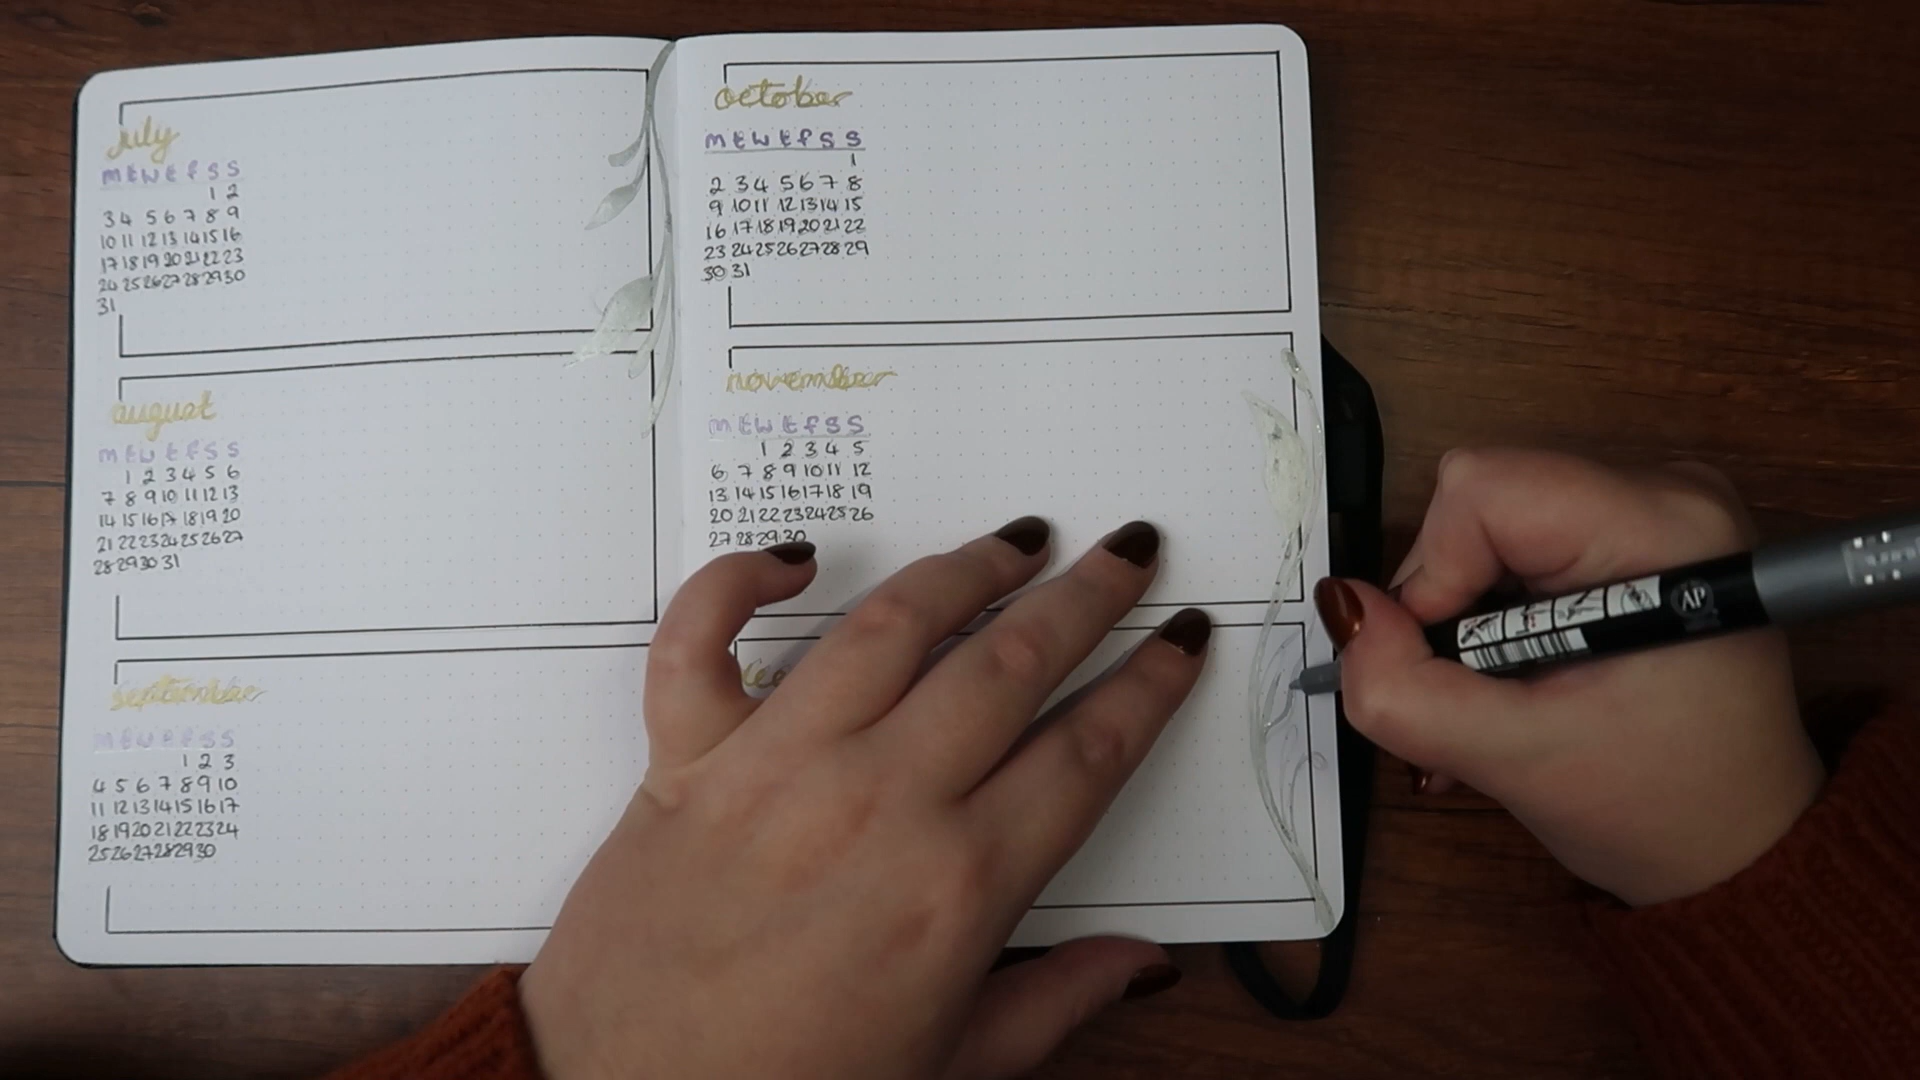 july
M t W t f S S
1 2
3 4 5 6 7 8 9
10 11 12 13 14 15 16
17 18 19 20 21 22 23
24 25 26 27 28 29 30
31
august
M t W t f S S
1 2 3 4 5 6
7 8 9 10 11 12 13
14 15 16 17 18 19 20
21 22 23 24 25 26 27
28 29 30 31
september
M t W t f S S
1 2 3
4 5 6 7 8 9 10
11 12 13 14 15 16 17
18 19 20 21 22 23 24
25 26 27 28 29 30
october
M t W t f S S
1
2 3 4 5 6 7 8
9 10 11 12 13 14 15
16 17 18 19 20 21 22
23 24 25 26 27 28 29
30 31
november
M t W t f S S
1 2 3 4 5
6 7 8 9 10 11 12
13 14 15 16 17 18 19
20 21 22 23 24 25 26
27 28 29 30
AP